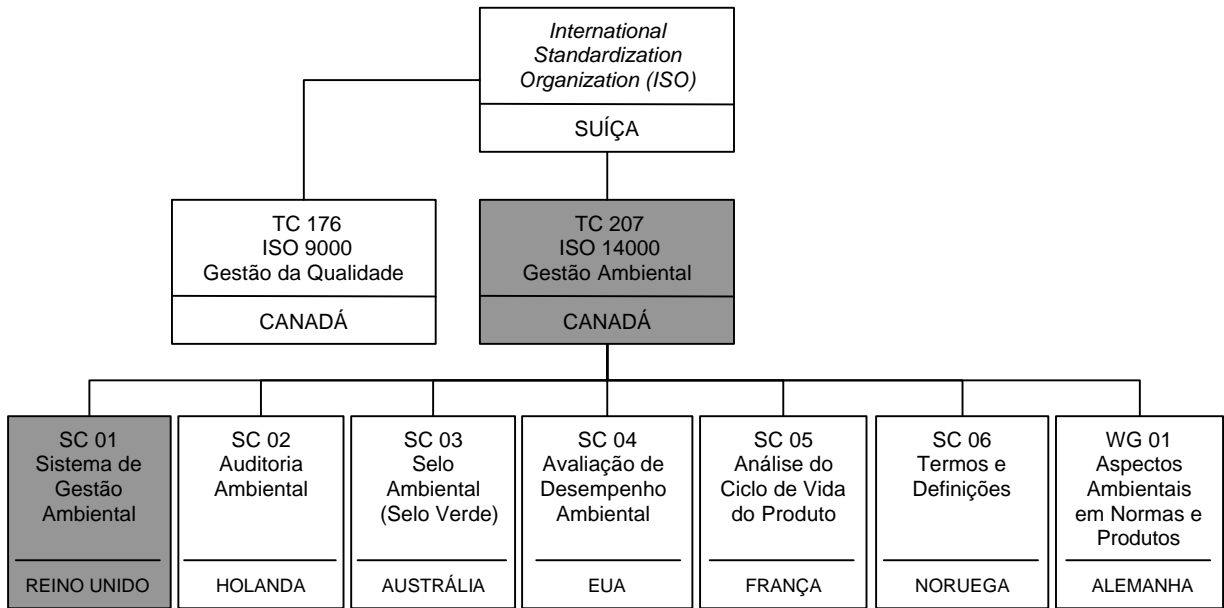 International
Standardization
Organization (ISO)
SUÍÇA
TC 176
ISO 9000
Gestão da Qualidade
CANADÁ
TC 207
ISO 14000
Gestão Ambiental
CANADÁ
SC 01
Sistema de
Gestão
Ambiental
REINO UNIDO
SC 02
Auditoria
Ambiental
HOLANDA
SC 03
Selo
Ambiental
(Selo Verde)
AUSTRÁLIA
SC 04
Avaliação de
Desempenho
Ambiental
EUA
SC 05
Análise do
Ciclo de Vida
do Produto
FRANÇA
SC 06
Termos e
Definições
NORUEGA
WG 01
Aspectos
Ambientais
em Normas e
Produtos
ALEMANHA